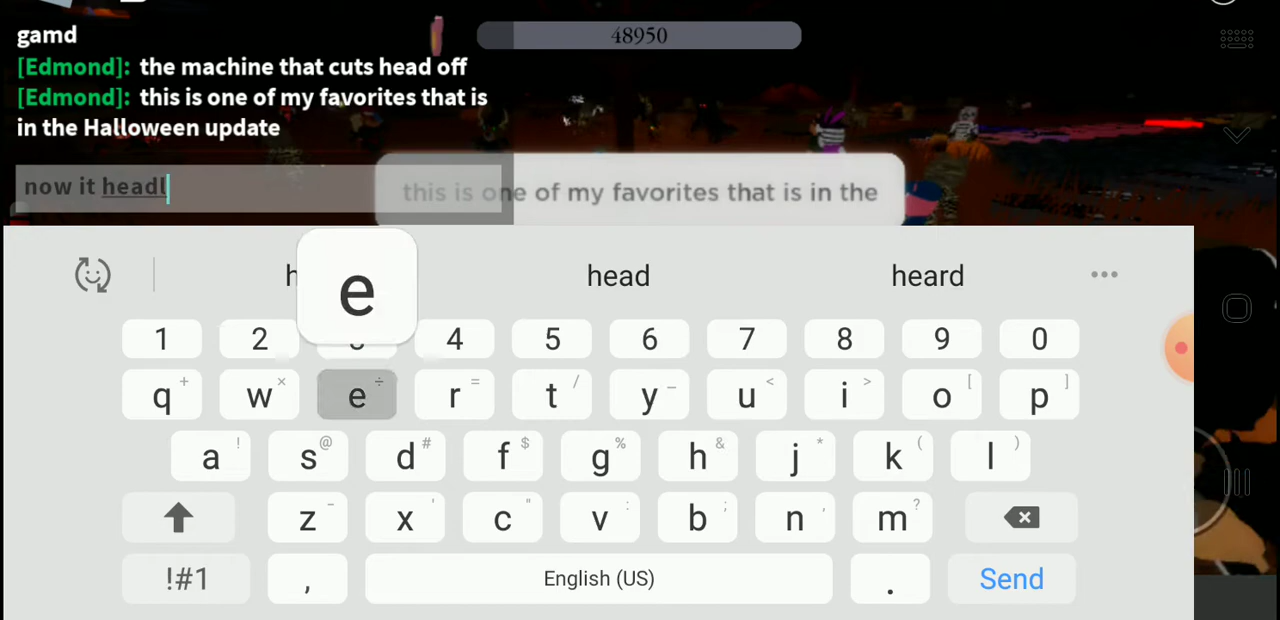 gamd
48950
[Edmond]: the machine that cuts head off
[Edmond]: this is one of my favorites that is
in the Halloween update
now it headl
this is one of my favorites that is in the
e
head
heard
1 2 4 5 6 7 8 9 0
q + w × e ÷ r = t / y _ u < i > o [ p ]
a ! s @ d # f $ g % h & j * k ( l )
z - x ' c " v : b ; n , m ?
!#1 , English (US) . Send